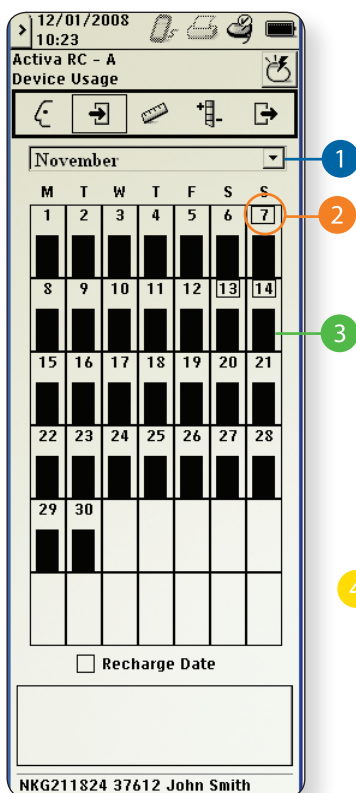 12/01/2008
10:23
Activa RC - A
Device Usage
November
1
M T W T F S S
1 2 3 4 5 6 7
2
8 9 10 11 12 13 14
3
15 16 17 18 19 20 21
22 23 24 25 26 27 28
29 30
4
Recharge Date
NKG211824 37612 John Smith